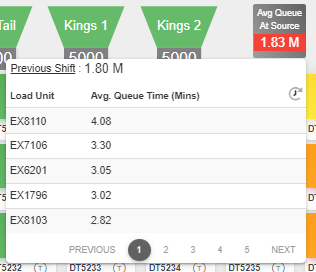 Tail
Kings 1
Kings 2
Avg Queue
At Source
1.83 M
5000
5000
Previous Shift : 1.80 M
Load Unit
Avg. Queue Time (Mins)
EX8110
4.08
EX7106
3.30
EX6201
3.05
EX1796
3.02
EX8103
2.82
PREVIOUS
1
2
3
4
5
NEXT
5232
T
DT5233
T
DT5234
T
DT5235
T
DT